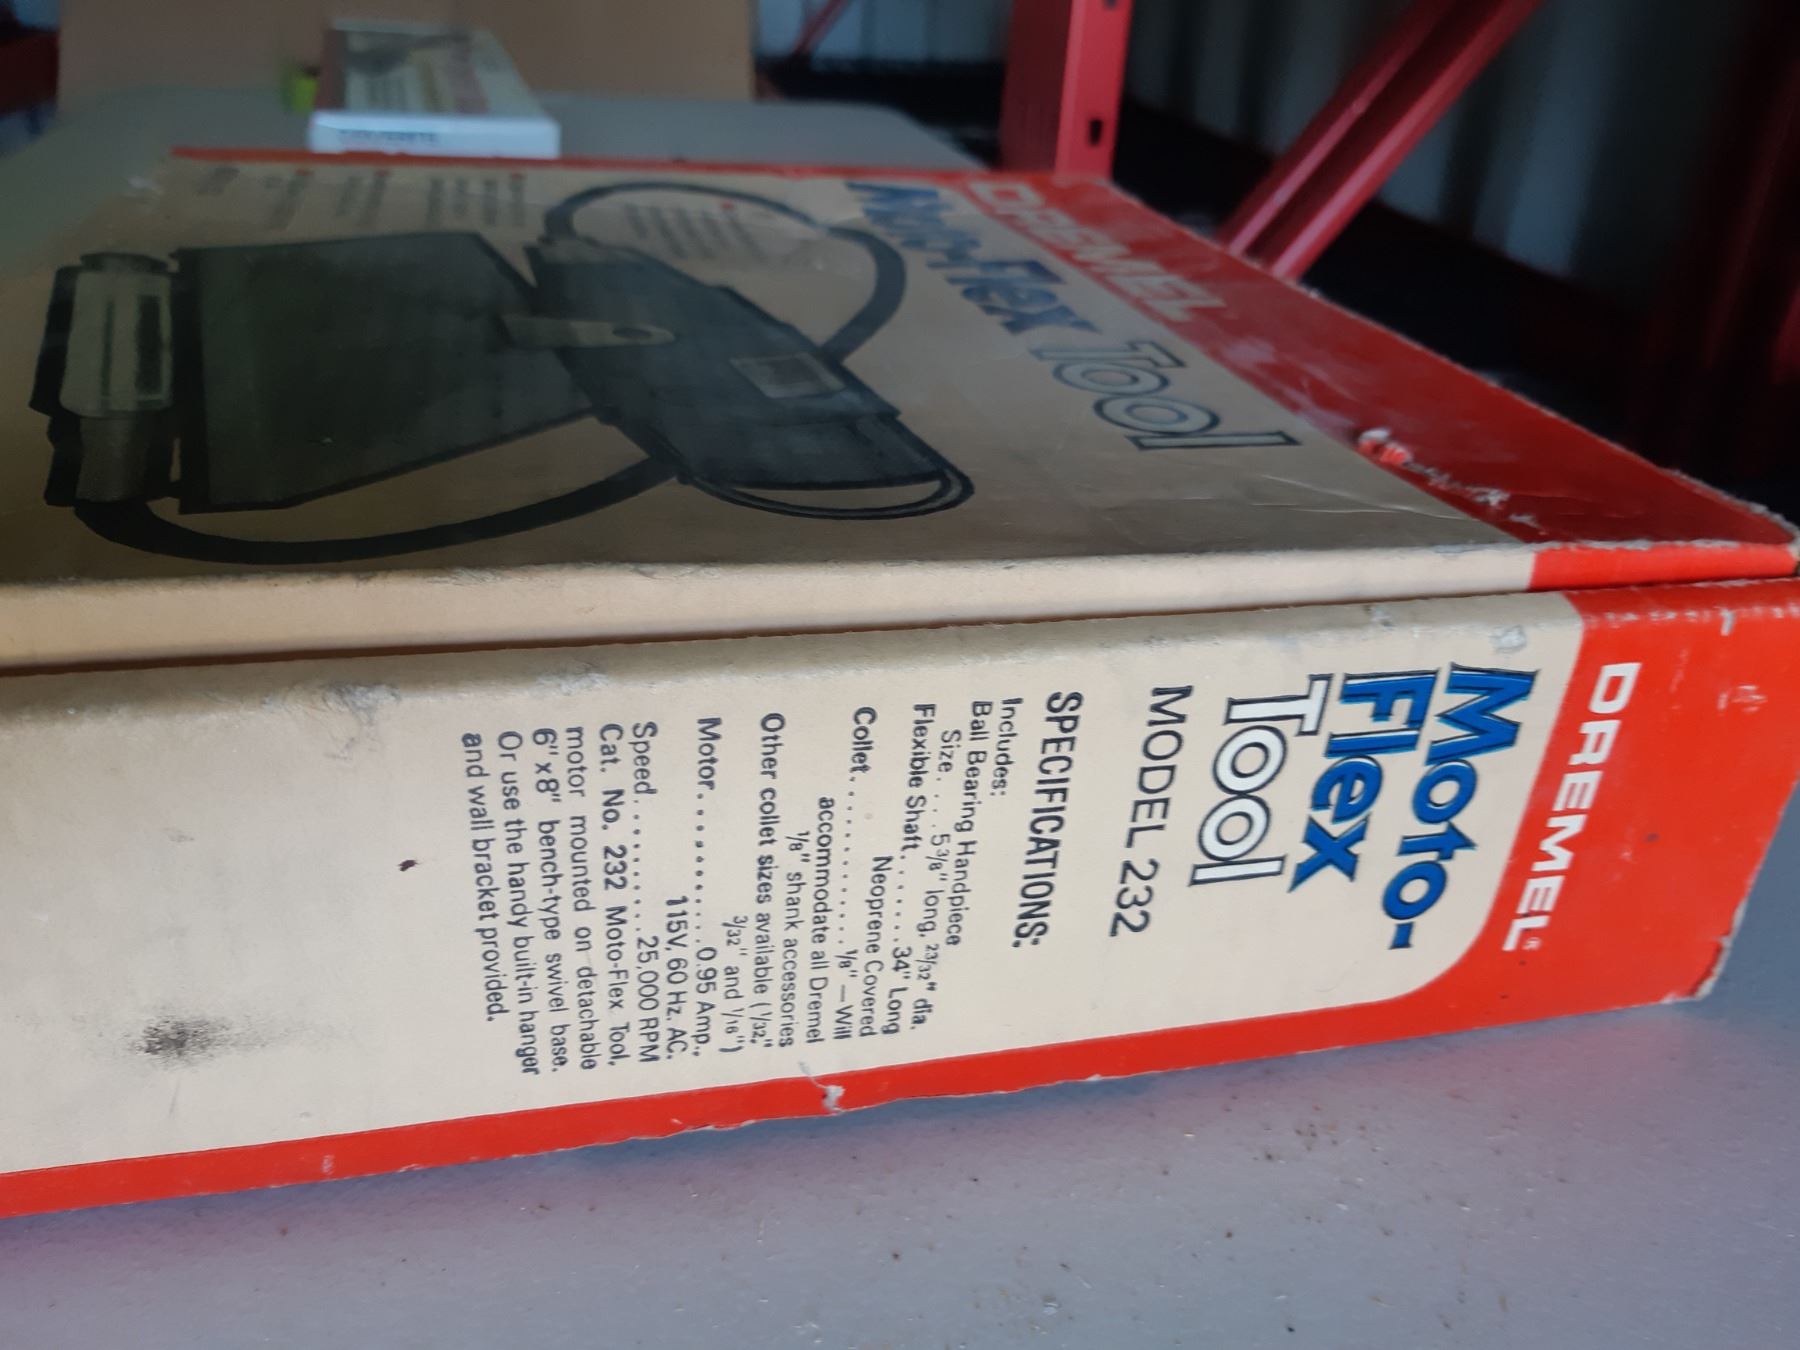 DREMEL
Moto-Flex Tool
DREMEL®
Moto-
Flex
Tool
MODEL 232
SPECIFICATIONS:
Includes:
Ball Bearing Handpiece
Size. . . . 5 3/8" long, 23/32" dia.
Flexible Shaft. . . . . . .34" Long
Neoprene Covered
Collet. . . . . . . . . . . 1/8" — Will
accommodate all Dremel
1/8" shank accessories
Other collet sizes available (1/32,"
3/32" and 1/16")
Motor. . . . . . . . . . . 0.95 Amp.,
115V, 60 Hz. AC.
Speed. . . . . . . . . . 25,000 RPM
Cat. No. 232 Moto-Flex Tool,
motor mounted on detachable
6" x8" bench-type swivel base.
Or use the handy built-in hanger
and wall bracket provided.